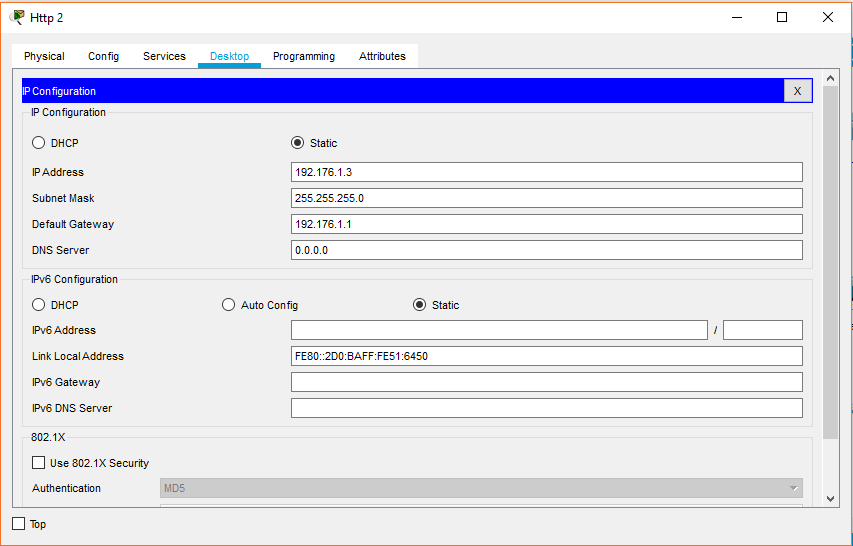 Http 2
Physical Config Services Desktop Programming Attributes
IP Configuration X
IP Configuration
DHCP Static
IP Address 192.176.1.3
Subnet Mask 255.255.255.0
Default Gateway 192.176.1.1
DNS Server 0.0.0.0
IPv6 Configuration
DHCP Auto Config Static
IPv6 Address /
Link Local Address FE80::2D0:BAFF:FE51:6450
IPv6 Gateway
IPv6 DNS Server
802.1X
Use 802.1X Security
Authentication MD5
Top